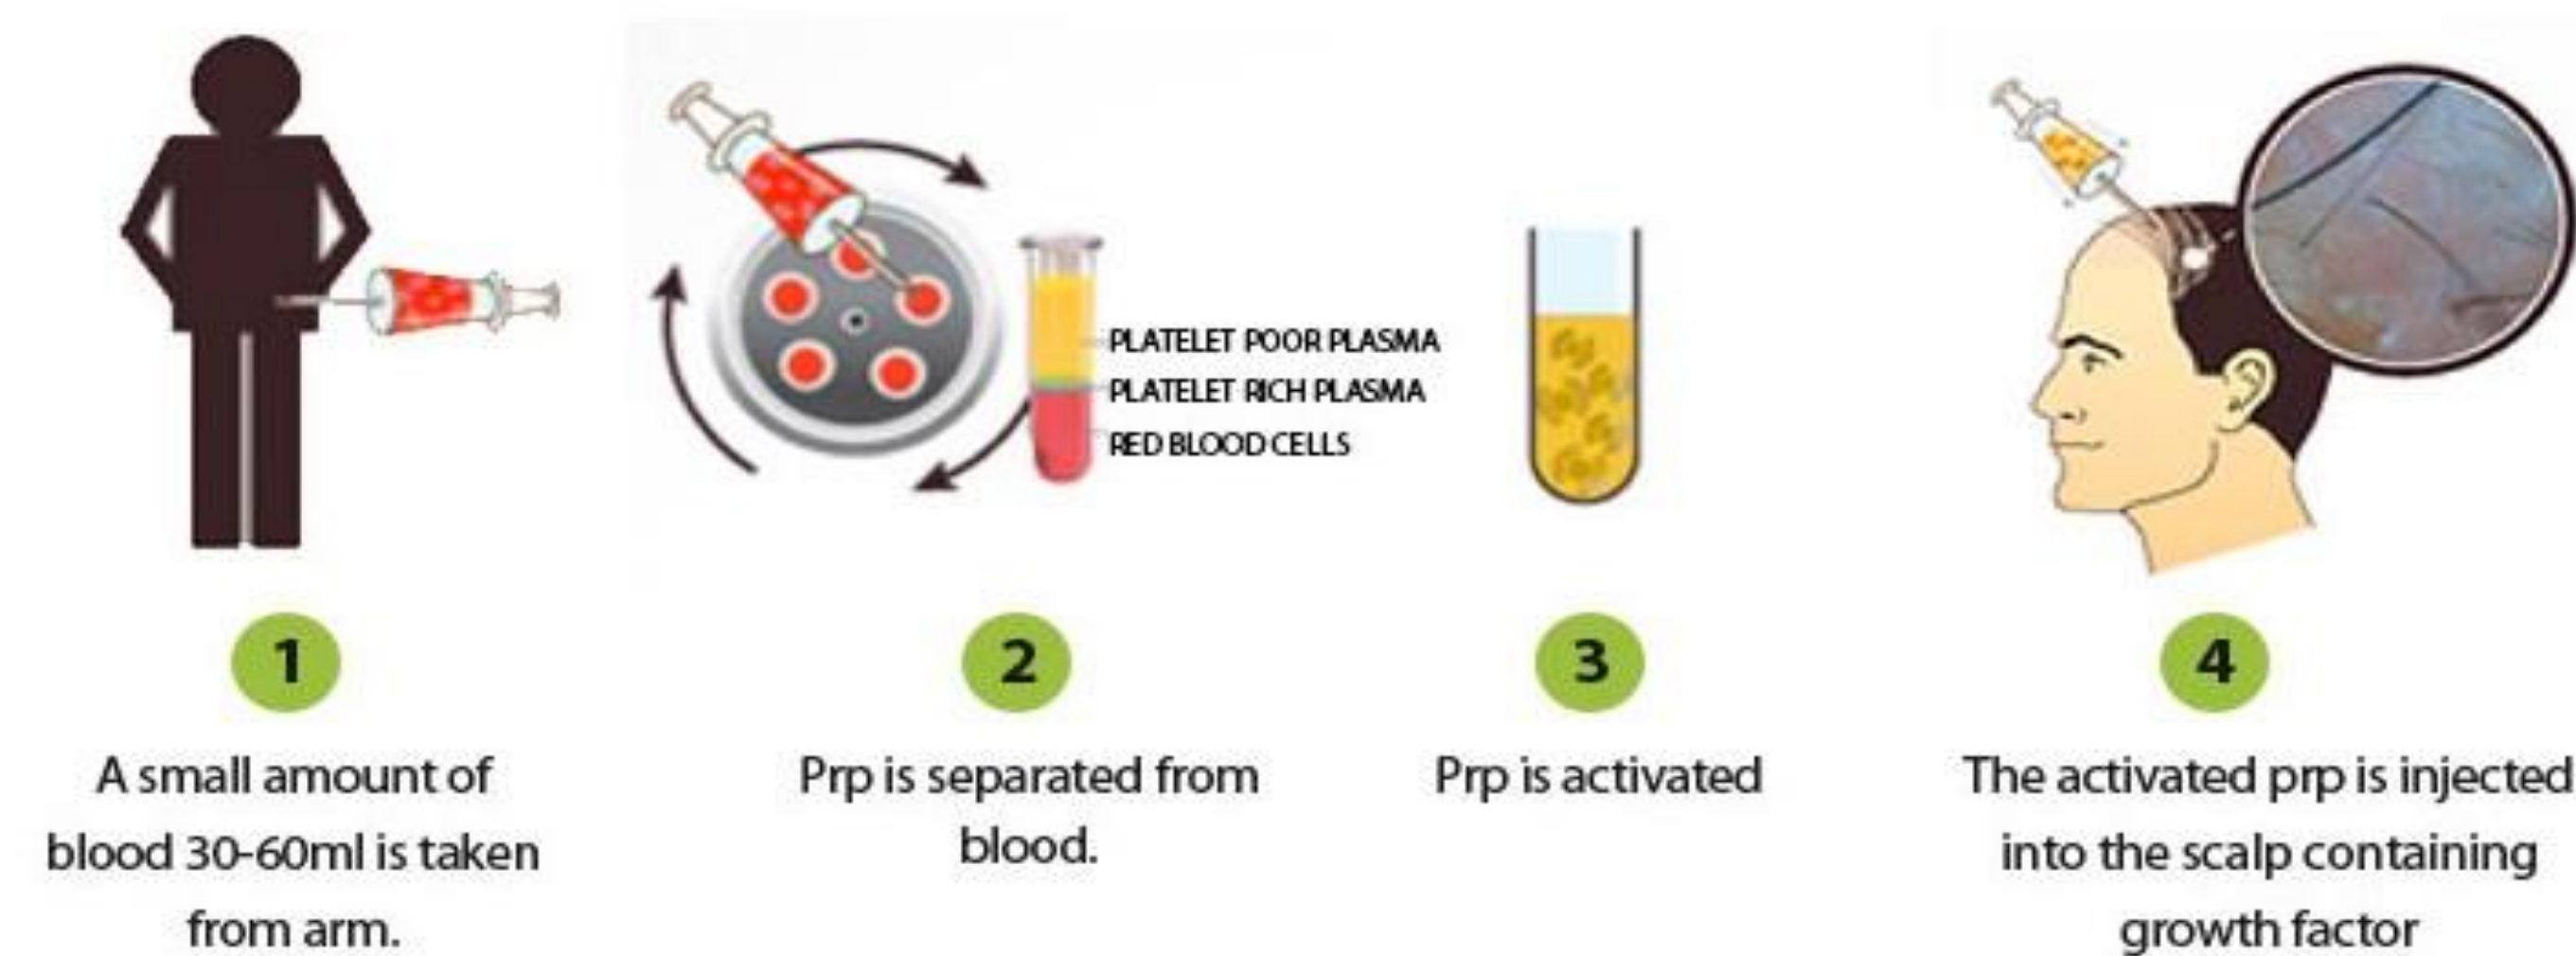 PLATELET POOR PLASMA
PLATELET RICH PLASMA
RED BLOOD CELLS
1
A small amount of
blood 30-60ml is taken
from arm.
2
Prp is separated from
blood.
3
Prp is activated
4
The activated prp is injected
into the scalp containing
growth factor